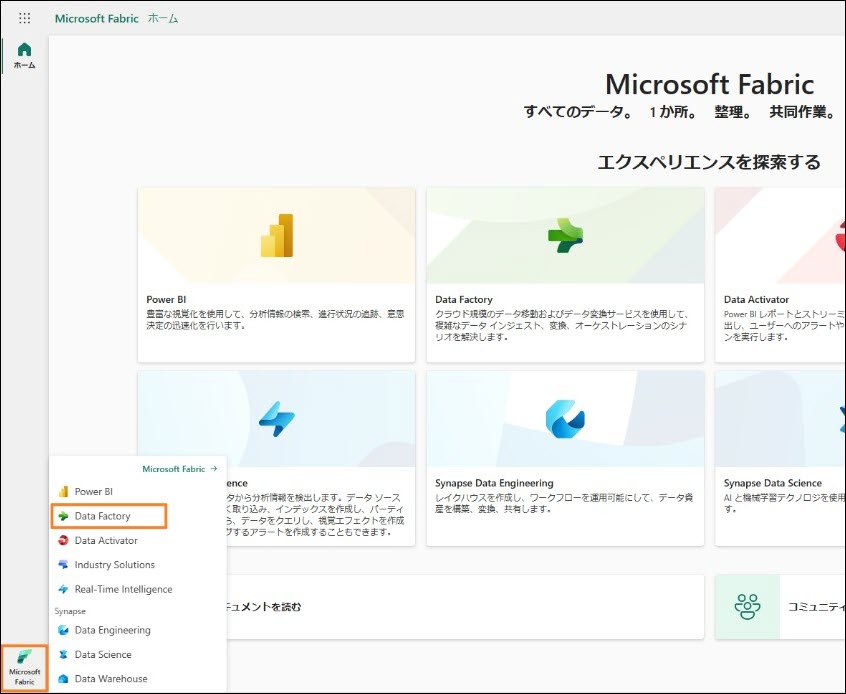 Microsoft Fabric ホーム
ホーム
Microsoft Fabric
すべてのデータ。 1 か所。 整理。 共同作業。
エクスペリエンスを探索する
Power BI
豊富な視覚化を使用して、分析情報の検索、進行状況の追跡、意思
決定の迅速化を行います。
Data Factory
クラウド規模のデータ移動およびデータ変換サービスを使用して、
複雑なデータ インジェスト、変換、オーケストレーションのシナ
リオを解決します。
Data Activator
Power BI レポートとストリーミ
出し、ユーザーへのアラートや
ンを実行します。
ence
タから分析情報を検出します。データ ソース
く取り込み、インデックスを作成し、パーティ
ら、データをクエリし、視覚エフェクトを作成
びするアラートを作成することもできます。
Synapse Data Engineering
レイクハウスを作成し、ワークフローを運用可能にして、データ資
産を構築、変換、共有します。
Synapse Data Science
AI と機械学習テクノロジを使用
す。
Microsoft Fabric →
Power BI
Data Factory
Data Activator
Industry Solutions
Real-Time Intelligence
Synapse
Data Engineering
Data Science
Data Warehouse
キュメントを読む
コミュニティ
Microsoft
Fabric